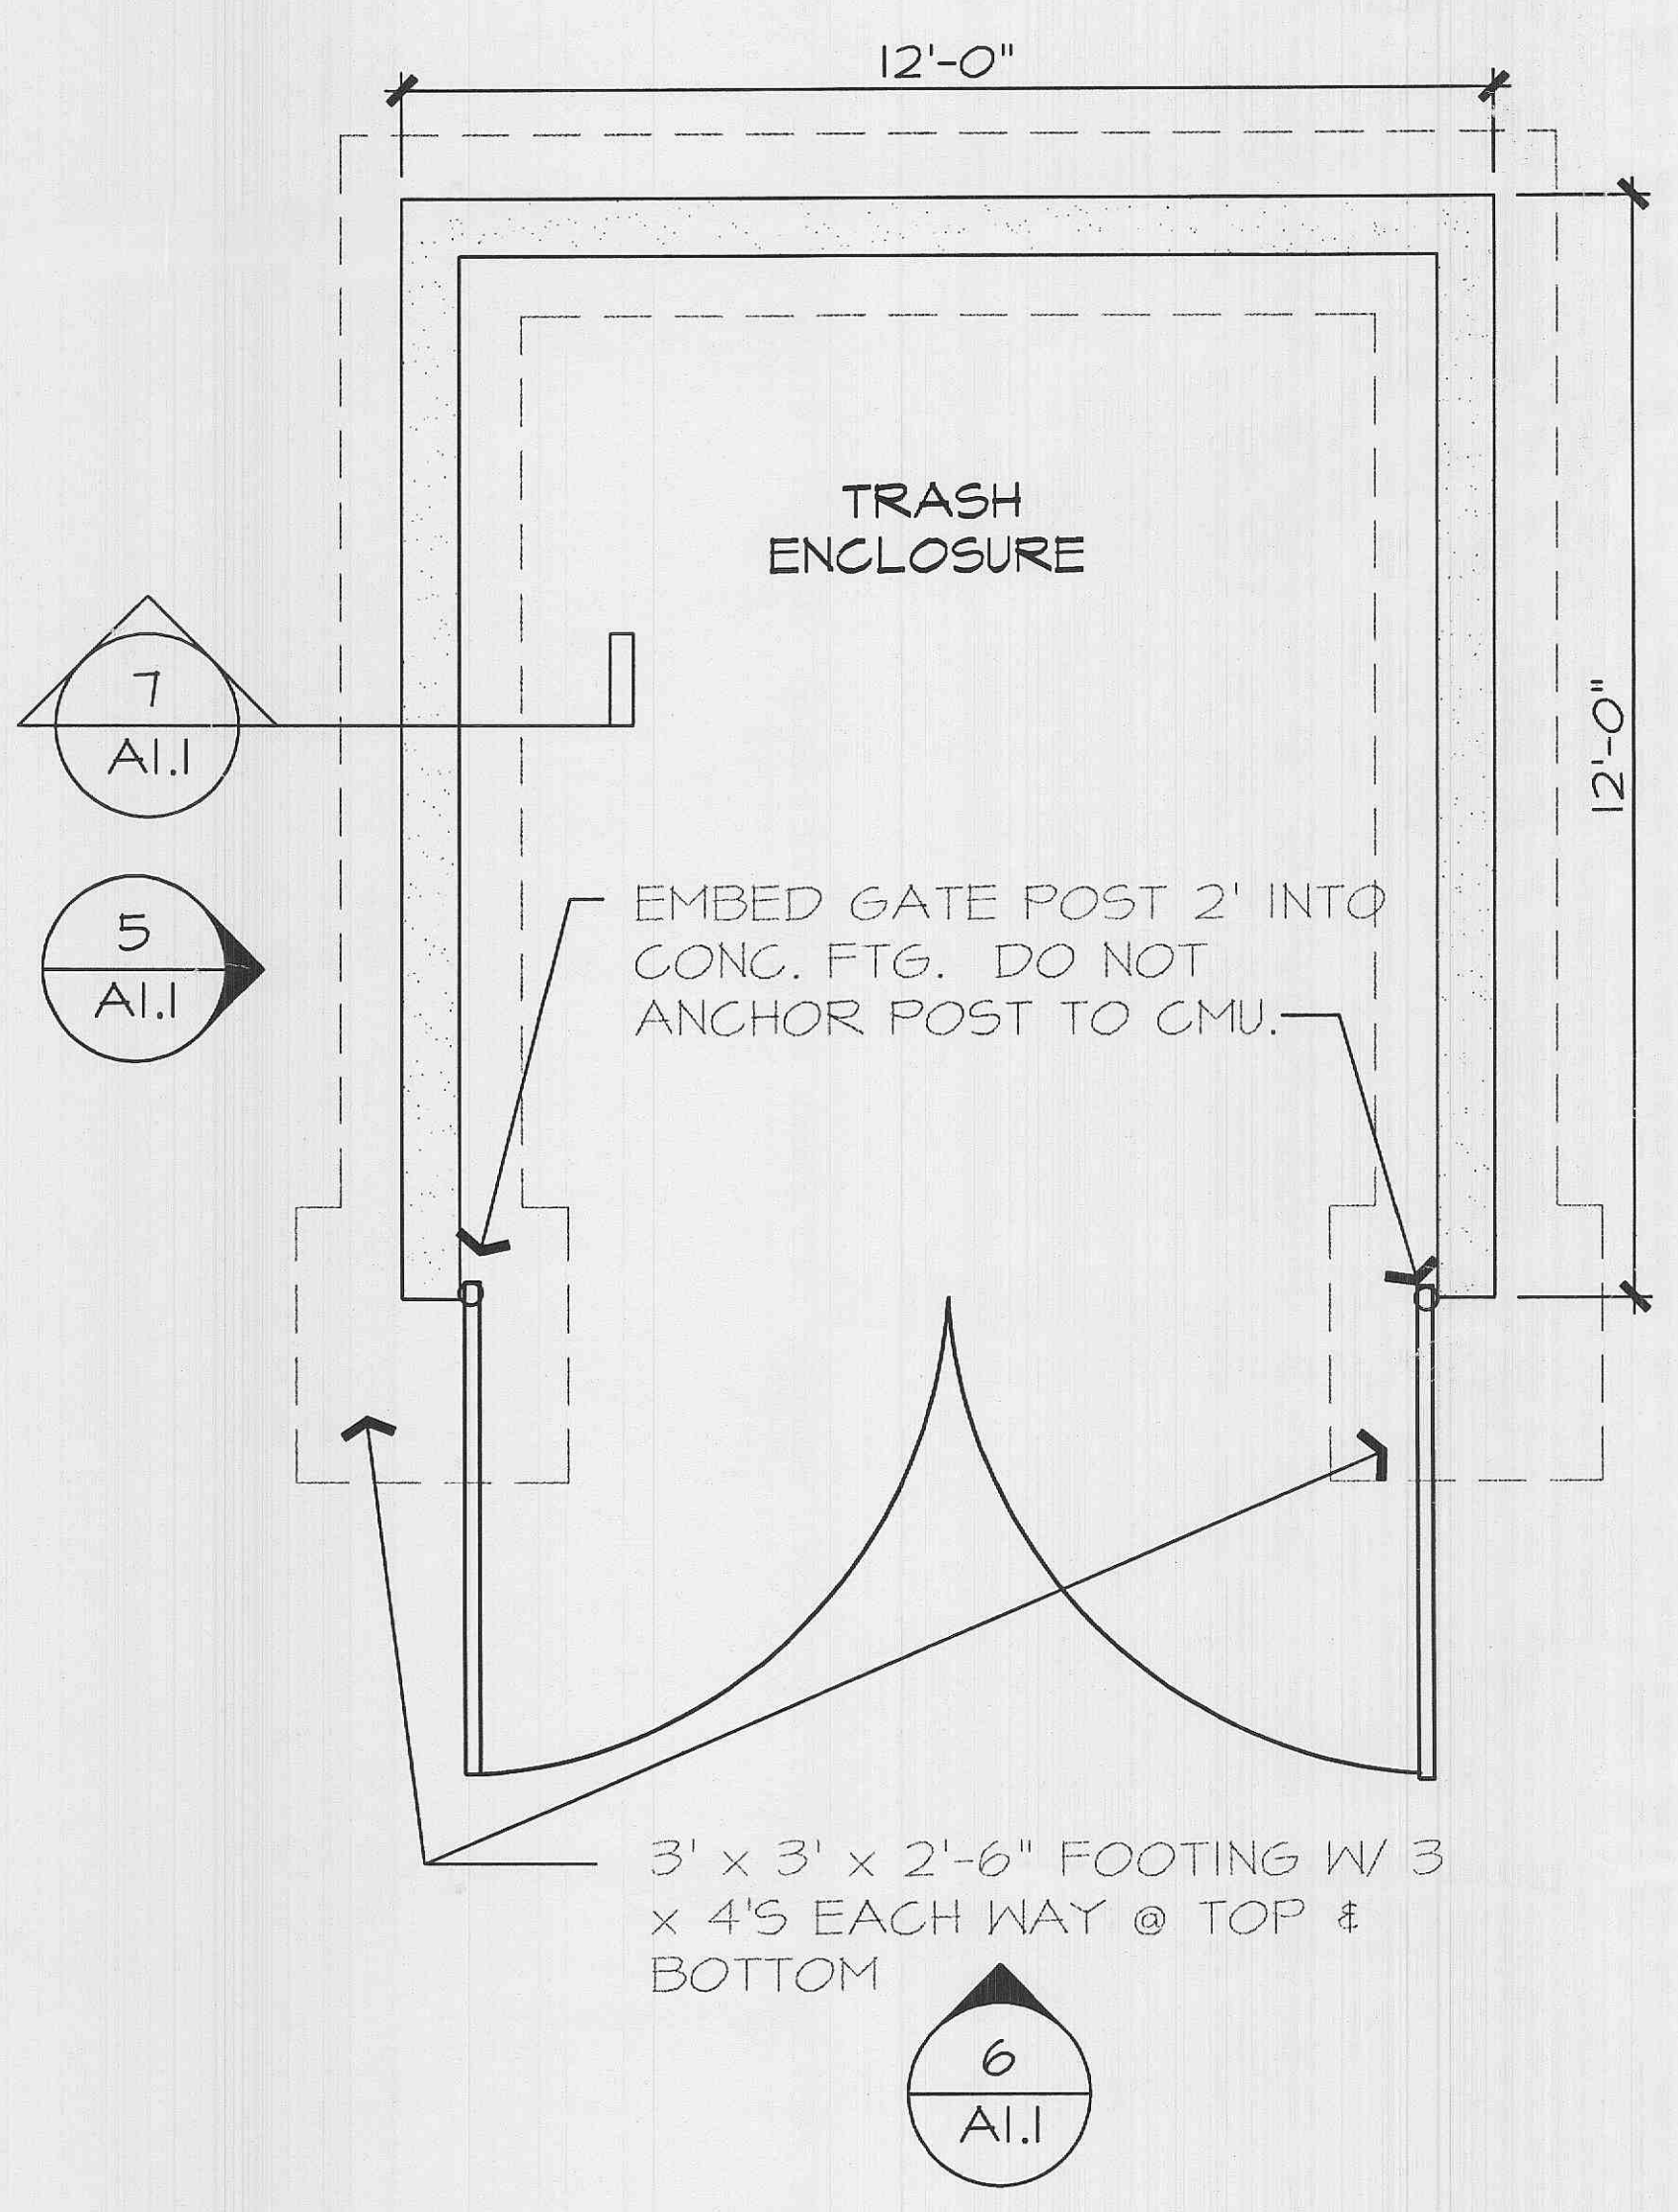 12'-0"
TRASH
ENCLOSURE
7
A1.1
12'-0"
5
A1.1
EMBED GATE POST 2' INTO
CONC. FTG. DO NOT
ANCHOR POST TO CMU.
3' x 3' x 2'-6" FOOTING W/ 3
x 4'S EACH WAY @ TOP &
BOTTOM
6
A1.1